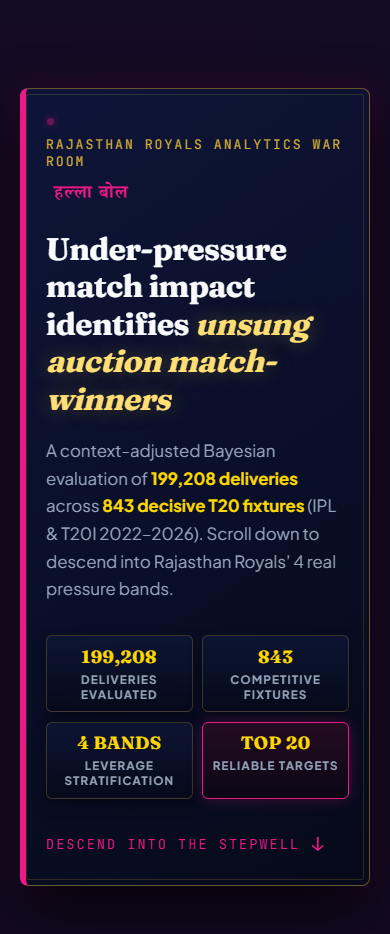 RAJASTHAN ROYALS ANALYTICS WAR
ROOM
हल्ला बोल
Under-pressure
match impact
identifies unsung
auction match-
winners
A context-adjusted Bayesian
evaluation of 199,208 deliveries
across 843 decisive T20 fixtures (IPL
& T20I 2022–2026). Scroll down to
descend into Rajasthan Royals’ 4 real
pressure bands.
199,208
DELIVERIES
EVALUATED
843
COMPETITIVE
FIXTURES
4 BANDS
LEVERAGE
STRATIFICATION
TOP 20
RELIABLE TARGETS
DESCEND INTO THE STEPWELL ↓